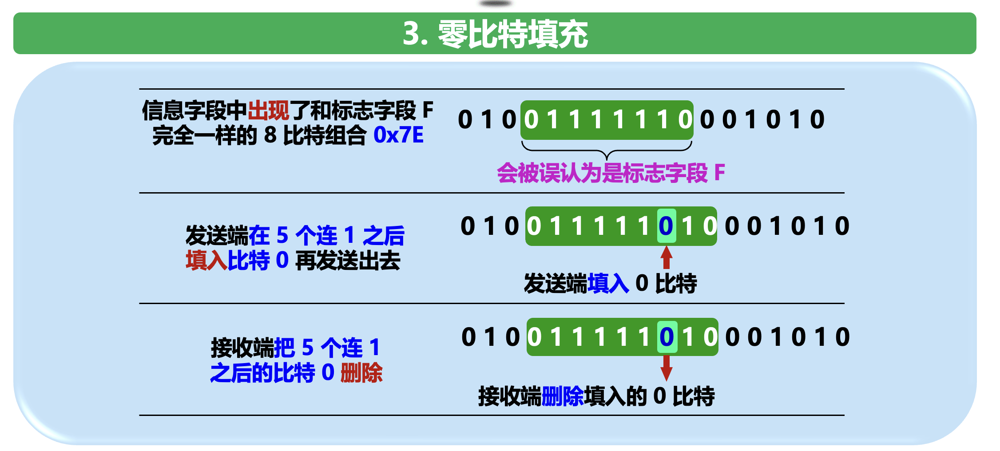 3. 零比特填充
信息字段中出现了和标志字段 F
完全一样的 8 比特组合 0x7E
0 1 0 0 1 1 1 1 1 1 0 0 0 1 0 1 0
会被误认为是标志字段 F
发送端在 5 个连 1 之后
填入比特 0 再发送出去
0 1 0 0 1 1 1 1 1 0 1 0 0 0 1 0 1 0
发送端填入 0 比特
接收端把 5 个连 1
之后的比特 0 删除
0 1 0 0 1 1 1 1 1 0 1 0 0 0 1 0 1 0
接收端删除填入的 0 比特